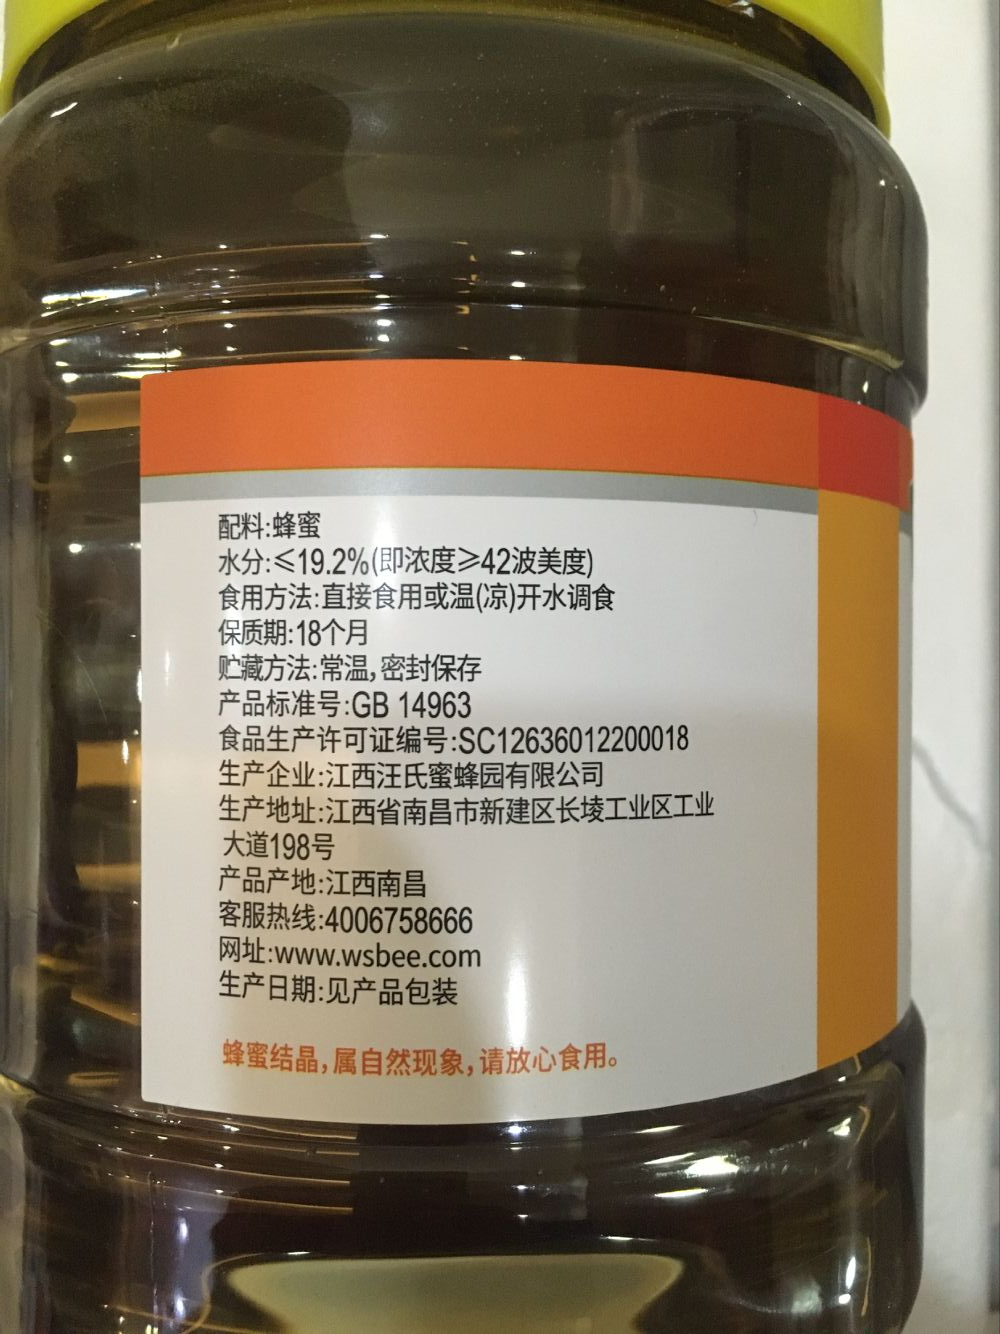 配料:蜂蜜
水分:≤19.2%(即浓度≥42波美度)
食用方法:直接食用或温(凉)开水调食
保质期:18个月
贮藏方法:常温,密封保存
产品标准号:GB 14963
食品生产许可证编号:SC12636012200018
生产企业:江西汪氏蜜蜂园有限公司
生产地址:江西省南昌市新建区长堎工业区工业
大道198号
产品产地:江西南昌
客服热线:4006758666
网址:www.wsbee.com
生产日期:见产品包装
蜂蜜结晶,属自然现象,请放心食用。